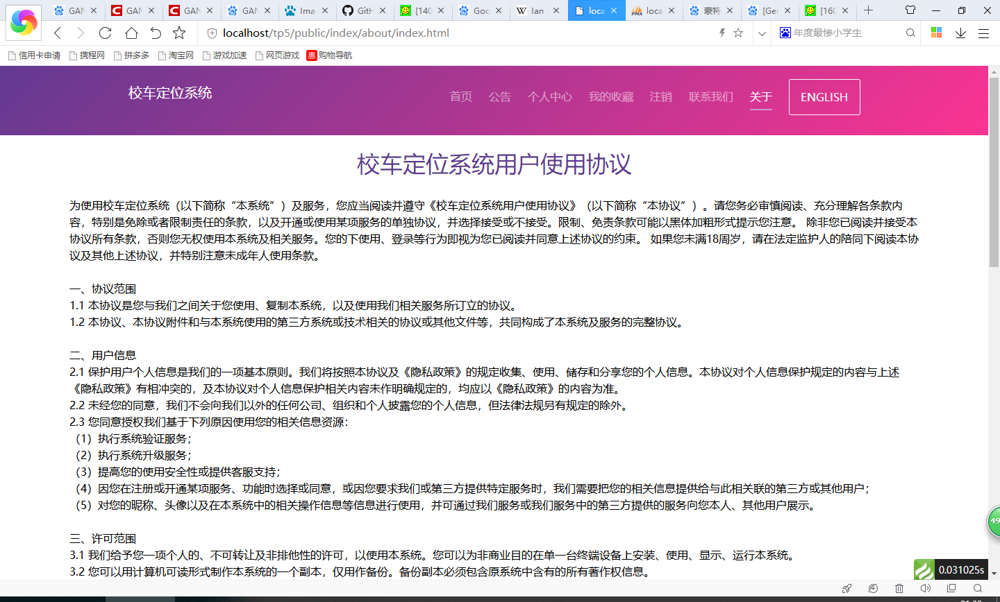 GAN
GAN
GAN
GAN
Ima
GitH
[140
Goo
Ian
loca
loca
蒙特
[Ge
[160
localhost/tp5/public/index/about/index.html
年度最惨小学生
信用卡申请 携程网 拼多多 淘宝网 游戏加速 网页游戏 惠 购物导航
校车定位系统
首页 公告 个人中心 我的收藏 注销 联系我们 关于 ENGLISH
校车定位系统用户使用协议
为使用校车定位系统（以下简称“本系统”）及服务，您应当阅读并遵守《校车定位系统用户使用协议》（以下简称“本协议”）。请您务必审慎阅读、充分理解各条款内
容，特别是免除或者限制责任的条款，以及开通或使用某项服务的单独协议，并选择接受或不接受。限制、免责条款可能以黑体加粗形式提示您注意。 除非您已阅读并接受本
协议所有条款，否则您无权使用本系统及相关服务。您的下使用、登录等行为即视为您已阅读并同意上述协议的约束。 如果您未满18周岁，请在法定监护人的陪同下阅读本协
议及其他上述协议，并特别注意未成年人使用条款。
一、协议范围
1.1 本协议是您与我们之间关于您使用、复制本系统，以及使用我们相关服务所订立的协议。
1.2 本协议、本协议附件和与本系统使用的第三方系统或技术相关的协议或其他文件等，共同构成了本系统及服务的完整协议。
二、用户信息
2.1 保护用户个人信息是我们的一项基本原则。我们将按照本协议及《隐私政策》的规定收集、使用、储存和分享您的个人信息。本协议对个人信息保护规定的内容与上述
《隐私政策》有相冲突的，及本协议对个人信息保护相关内容未作明确规定的，均应以《隐私政策》的内容为准。
2.2 未经您的同意，我们不会向我们以外的任何公司、组织和个人披露您的个人信息，但法律法规另有规定的除外。
2.3 您同意授权我们基于下列原因使用您的相关信息资源：
（1）执行系统验证服务；
（2）执行系统升级服务；
（3）提高您的使用安全性或提供客服支持；
（4）因您在注册或开通某项服务、功能时选择或同意，或因您要求我们或第三方提供特定服务时，我们需要把您的相关信息提供给与此相关联的第三方或其他用户；
（5）对您的昵称、头像以及在本系统中的相关操作信息等信息进行使用，并可通过我们服务或我们服务中的第三方提供的服务向您本人、其他用户展示。
三、许可范围
3.1 我们给予您一项个人的、不可转让及非排他性的许可，以使用本系统。您可以为非商业目的在单一台终端设备上安装、使用、显示、运行本系统。
3.2 您可以用计算机可读形式制作本系统的一个副本，仅用作备份。备份副本必须包含原系统中含有的所有著作权信息。
49
0.031025s